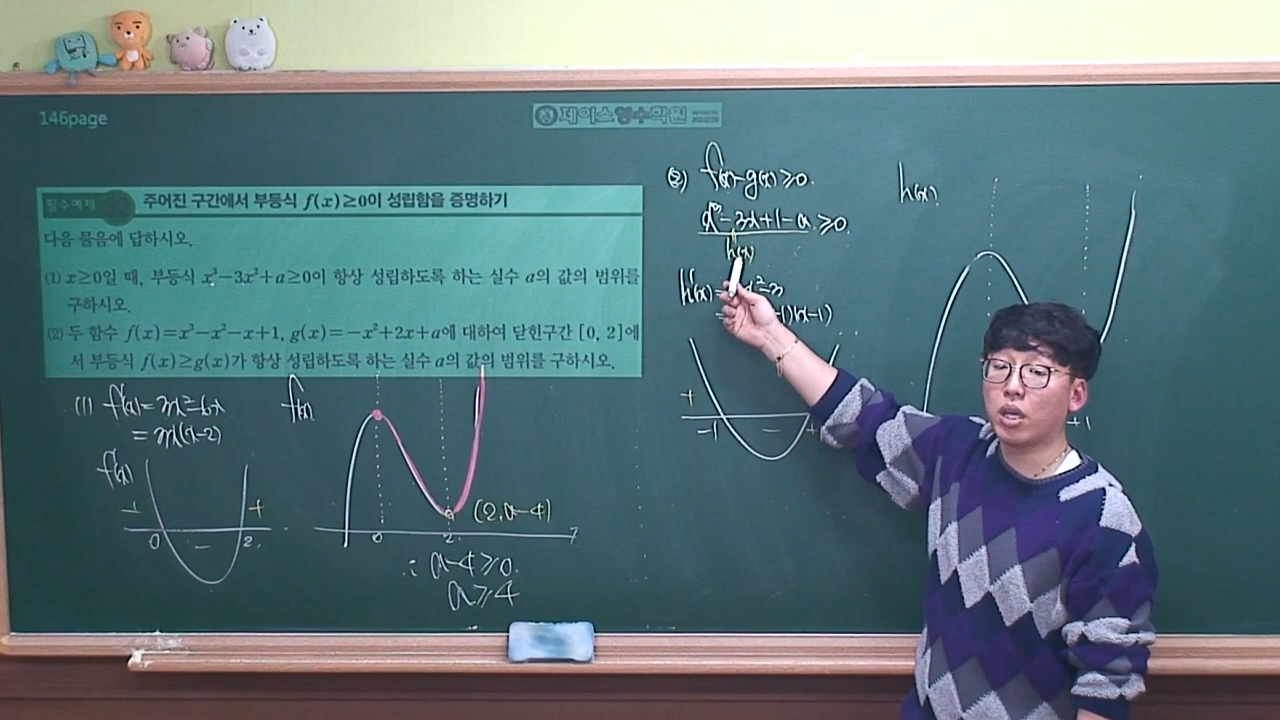 146page
제이스영수학원
필수예제
주어진 구간에서 부등식 f(x)≥0이 성립함을 증명하기
다음 물음에 답하시오.
(1) x≥0일 때, 부등식 x³−3x²+a≥0이 항상 성립하도록 하는 실수 a의 값의 범위를
구하시오.
(2) 두 함수 f(x)=x³−x²−x+1, g(x)=−x²+2x+a에 대하여 닫힌구간 [0, 2]에
서 부등식 f(x)≥g(x)가 항상 성립하도록 하는 실수 a의 값의 범위를 구하시오.
(1) f'(x)=3x²−6x
=3x(x−2)
f'(x)
+
−
+
0
2
f(x)
0
2
(2, a−4)
∴ a−4≥0.
a≥4
(2) f(x)−g(x)≥0.
x³−3x+1−a≥0.
h(x)
h'(x)=
(x−1)
+
−
+
−1
h(x)
+1